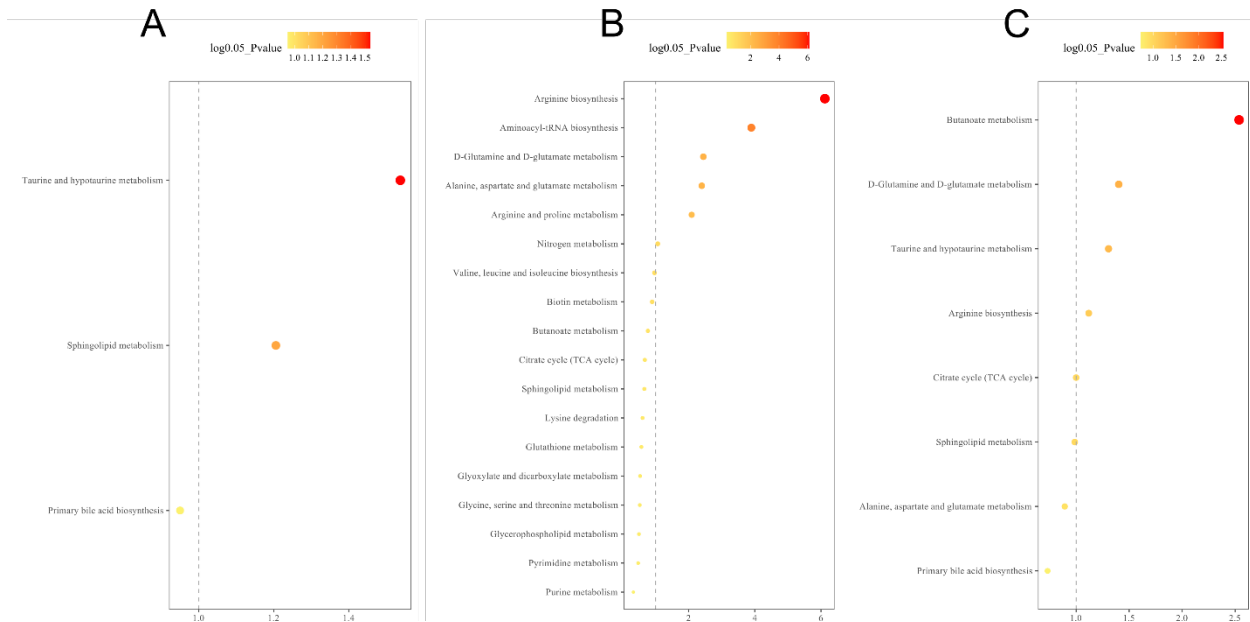 A
log0.05_Pvalue
1.0 1.1 1.2 1.3 1.4 1.5
Taurine and hypotaurine metabolism
Sphingolipid metabolism
Primary bile acid biosynthesis
1.0 1.2 1.4
B
log0.05_Pvalue
2 4 6
Arginine biosynthesis
Aminoacyl-tRNA biosynthesis
D-Glutamine and D-glutamate metabolism
Alanine, aspartate and glutamate metabolism
Arginine and proline metabolism
Nitrogen metabolism
Valine, leucine and isoleucine biosynthesis
Biotin metabolism
Butanoate metabolism
Citrate cycle (TCA cycle)
Sphingolipid metabolism
Lysine degradation
Glutathione metabolism
Glyoxylate and dicarboxylate metabolism
Glycine, serine and threonine metabolism
Glycerophospholipid metabolism
Pyrimidine metabolism
Purine metabolism
2 4 6
C
log0.05_Pvalue
1.0 1.5 2.0 2.5
Butanoate metabolism
D-Glutamine and D-glutamate metabolism
Taurine and hypotaurine metabolism
Arginine biosynthesis
Citrate cycle (TCA cycle)
Sphingolipid metabolism
Alanine, aspartate and glutamate metabolism
Primary bile acid biosynthesis
1.0 1.5 2.0 2.5